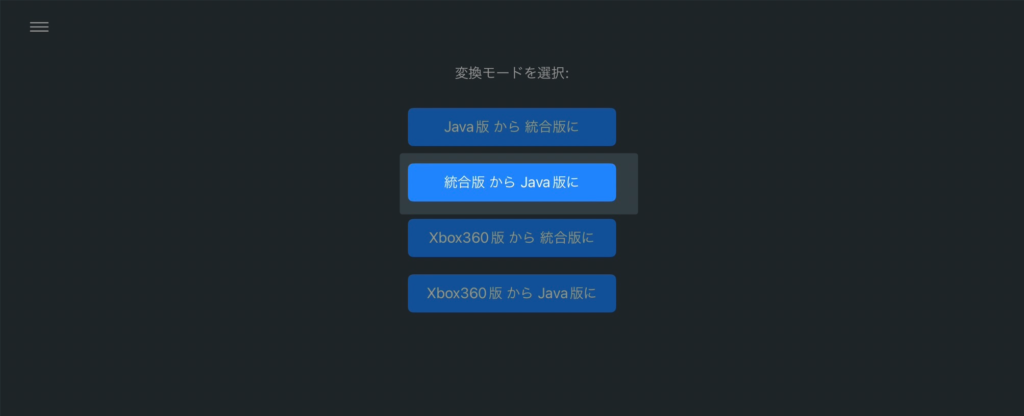 変換モードを選択:
Java版 から 統合版に
統合版 から Java版に
Xbox360版 から 統合版に
Xbox360版 から Java版に